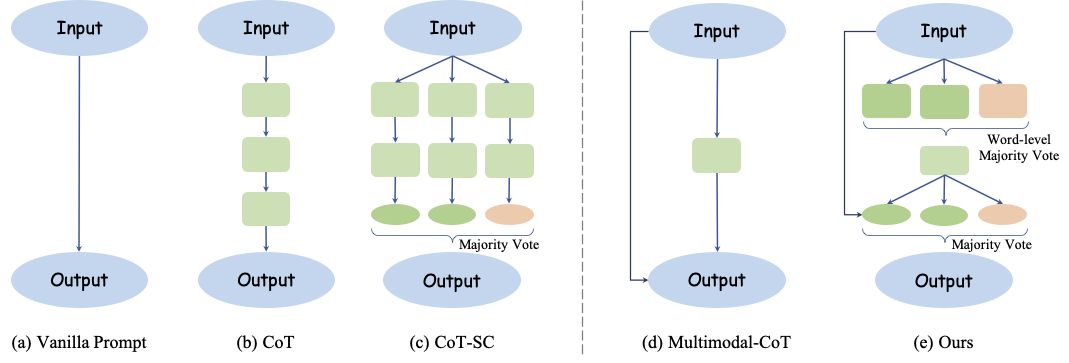 Input
Input
Input
Input
Input
Word-level
Majority Vote
Majority Vote
Majority Vote
Output
Output
Output
Output
Output
(a) Vanilla Prompt
(b) CoT
(c) CoT-SC
(d) Multimodal-CoT
(e) Ours